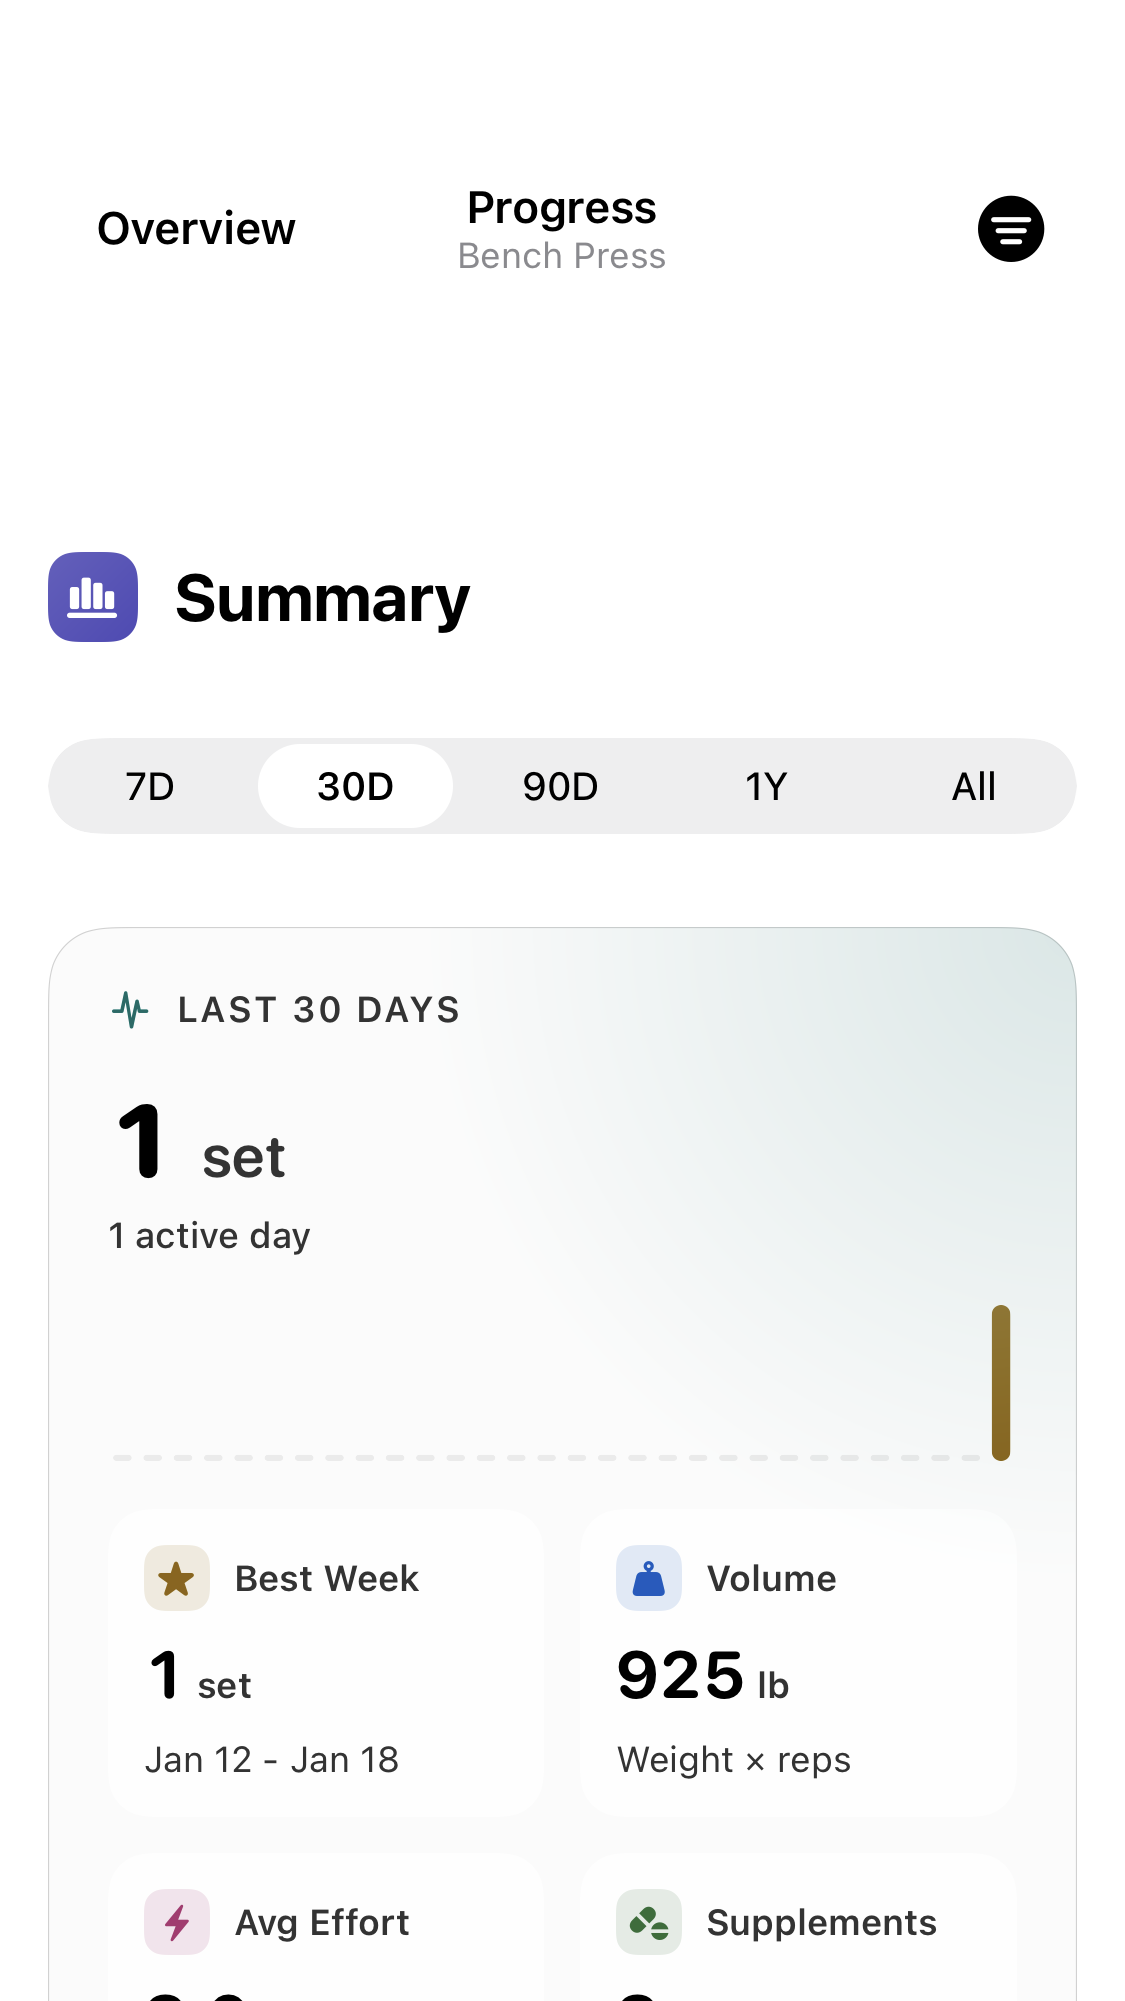 Overview
Progress
Bench Press
Summary
7D 30D 90D 1Y All
LAST 30 DAYS
1 set
1 active day
Best Week
1 set
Jan 12 - Jan 18
Volume
925 lb
Weight × reps
Avg Effort
Supplements